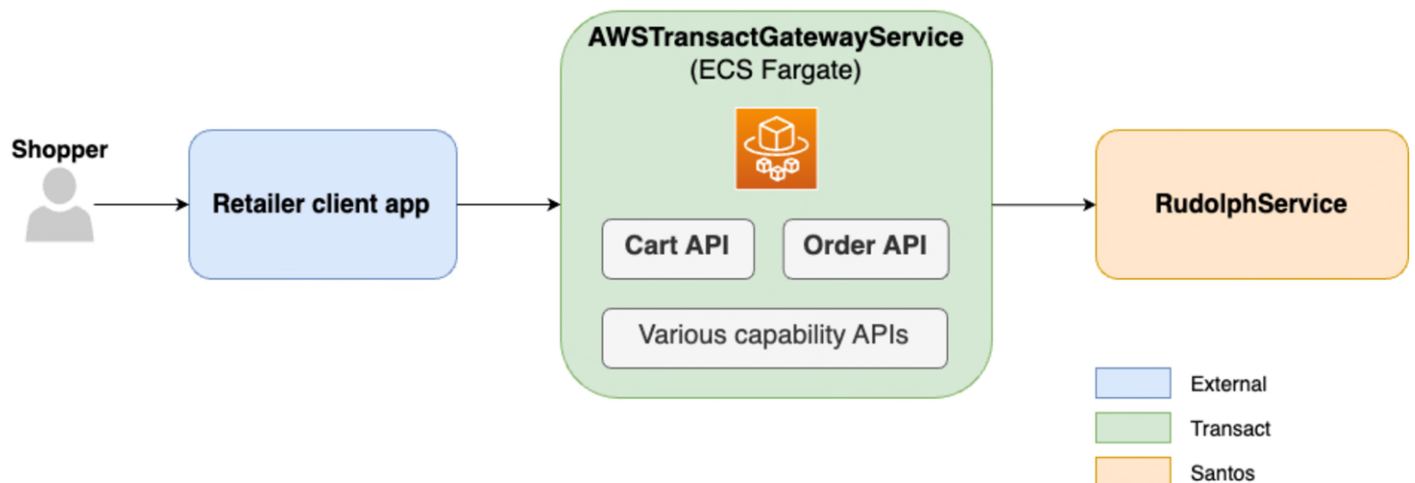 Shopper
Retailer client app
AWSTransactGatewayService
(ECS Fargate)
Cart API
Order API
Various capability APIs
RudolphService
External
Transact
Santos